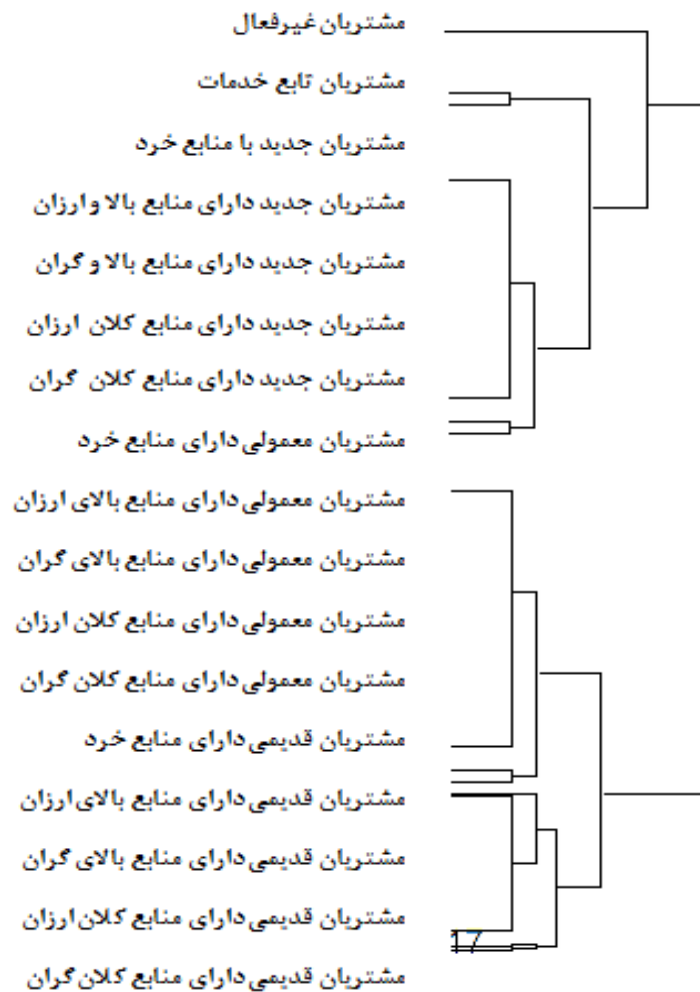 مشتریان غیرفعال
مشتریان تابع خدمات
مشتریان جدید با منابع خرد
مشتریان جدید دارای منابع بالا و ارزان
مشتریان جدید دارای منابع بالا و گران
مشتریان جدید دارای منابع کلان ارزان
مشتریان جدید دارای منابع کلان گران
مشتریان معمولی دارای منابع خرد
مشتریان معمولی دارای منابع بالای ارزان
مشتریان معمولی دارای منابع بالای گران
مشتریان معمولی دارای منابع کلان ارزان
مشتریان معمولی دارای منابع کلان گران
مشتریان قدیمی دارای منابع خرد
مشتریان قدیمی دارای منابع بالای ارزان
مشتریان قدیمی دارای منابع بالای گران
مشتریان قدیمی دارای منابع کلان ارزان
17
مشتریان قدیمی دارای منابع کلان گران